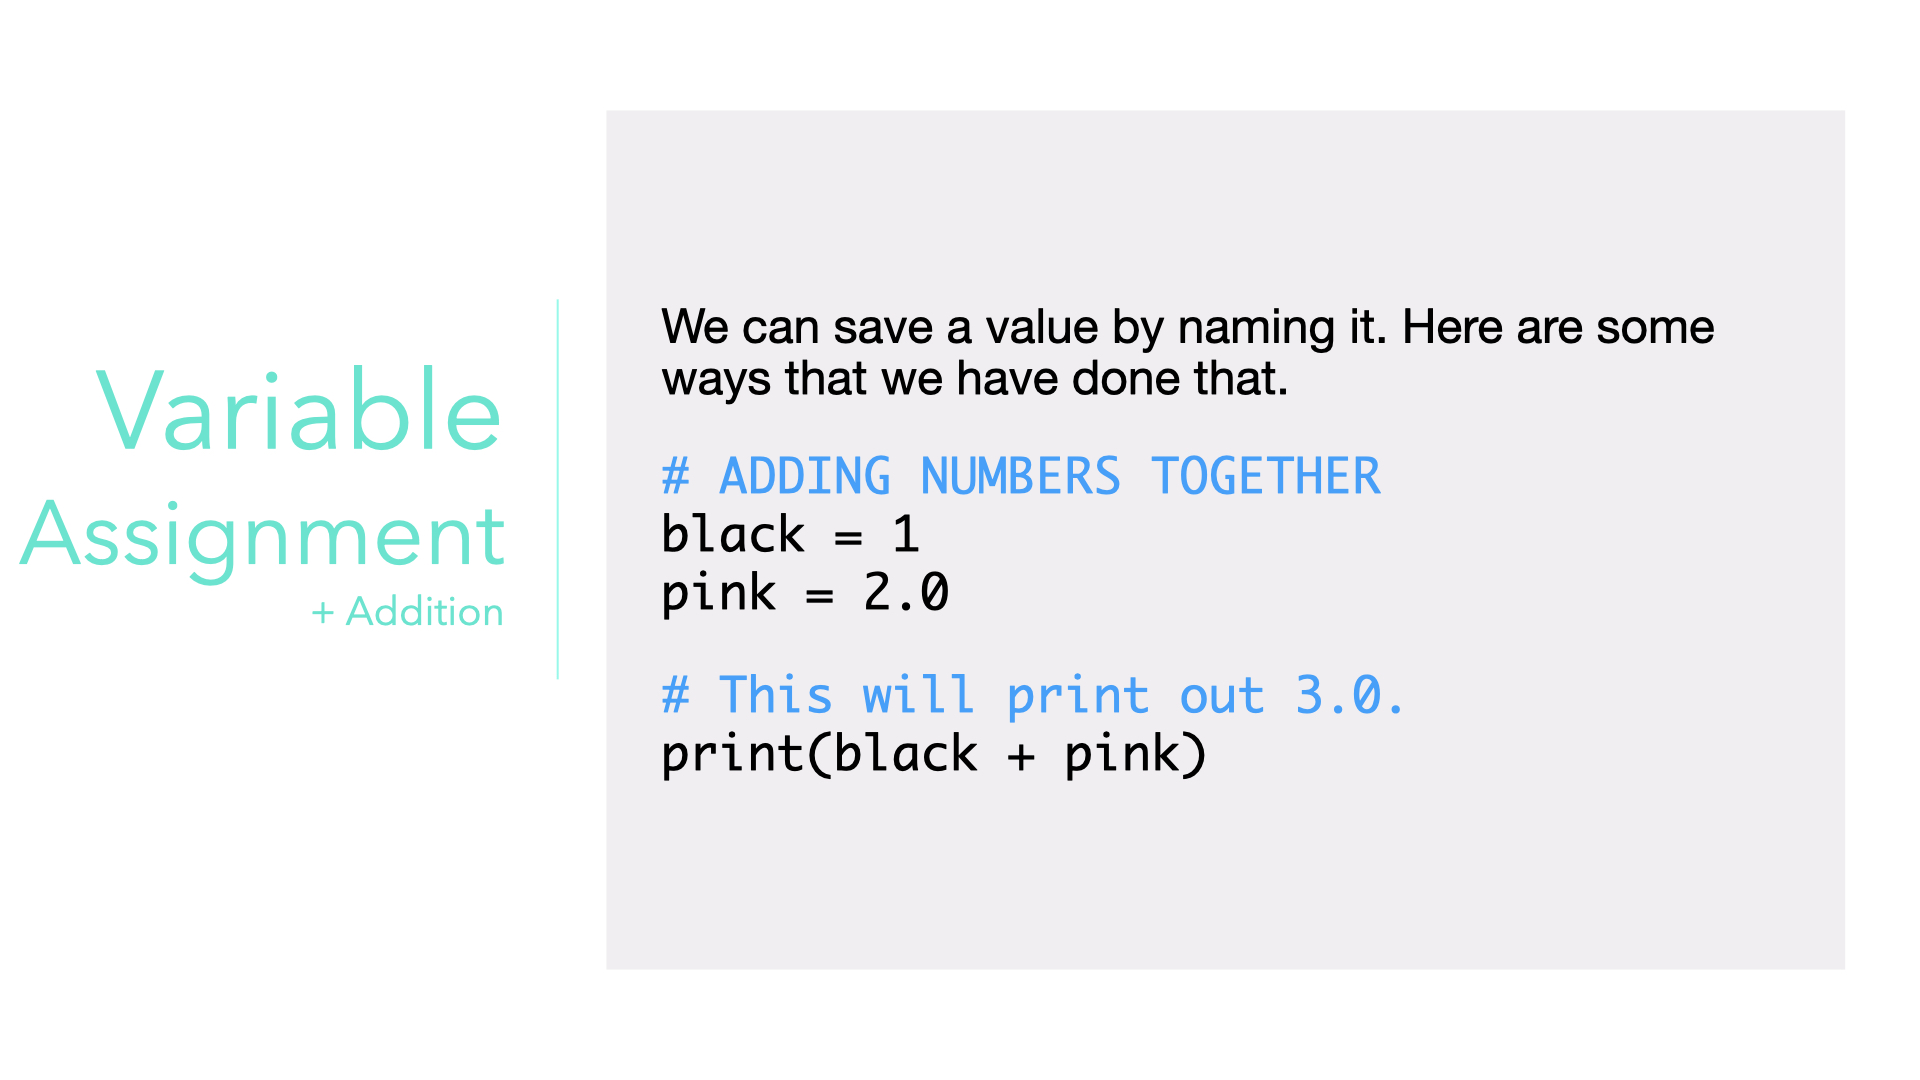 Variable
Assignment
+ Addition
We can save a value by naming it. Here are some
ways that we have done that.
# ADDING NUMBERS TOGETHER
black = 1
pink = 2.0
# This will print out 3.0.
print(black + pink)